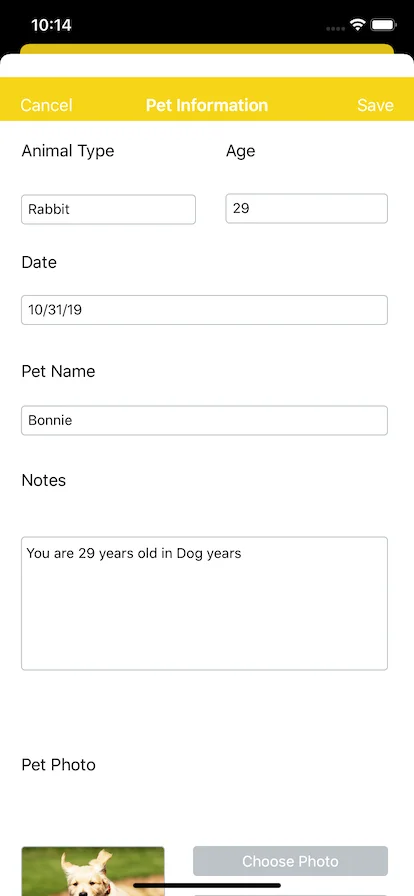 10:14
Cancel Pet Information Save
Animal Type Age
Rabbit 29
Date
10/31/19
Pet Name
Bonnie
Notes
You are 29 years old in Dog years
Pet Photo
Choose Photo